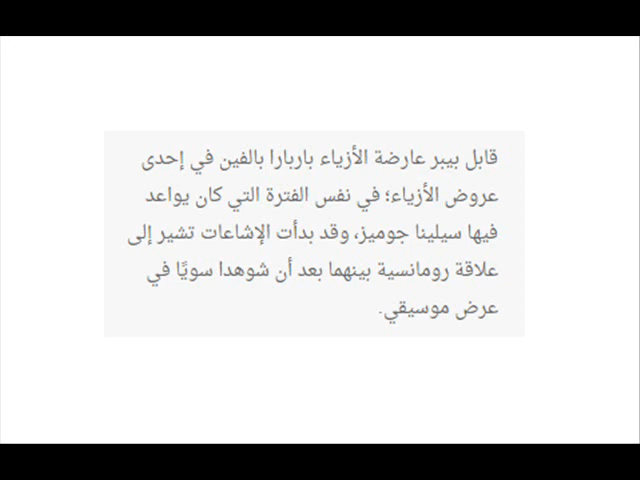 قابل بيبر عارضة الأزياء باربارا بالفين في إحدى
عروض الأزياء؛ في نفس الفترة التي كان يواعد
فيها سيلينا جوميز، وقد بدأت الإشاعات تشير إلى
علاقة رومانسية بينهما بعد أن شوهدا سويًا في
عرض موسيقي.